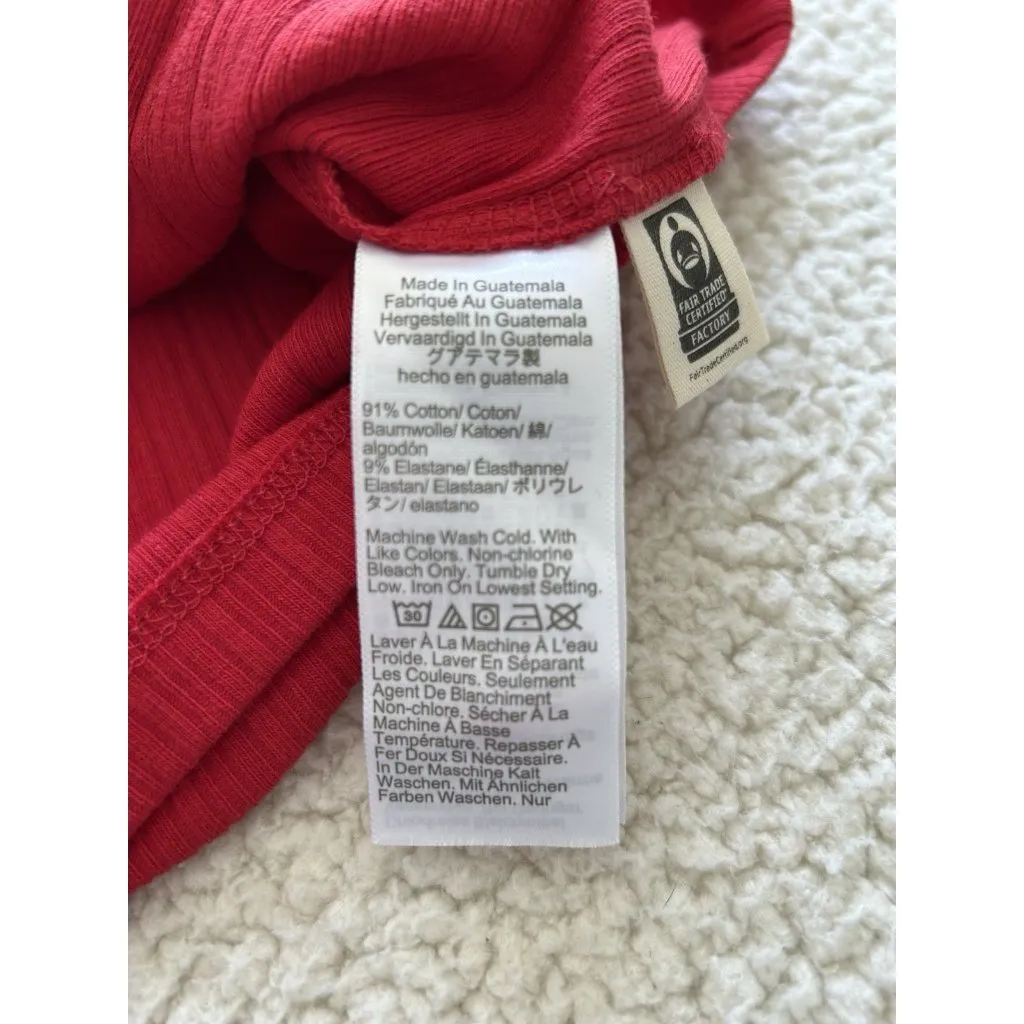 Made In Guatemala
Fabriqué Au Guatemala
Hergestellt In Guatemala
Vervaardigd In Guatemala
グアテマラ製
hecho en guatemala
91% Cotton/ Coton/
Baumwolle/ Katoen/ 綿/
algodón
9% Elastane/ Élasthanne/
Elastan/ Elastaan/ ポリウレ
タン/ elastano
Machine Wash Cold. With
Like Colors. Non-chlorine
Bleach Only. Tumble Dry
Low. Iron On Lowest Setting.
30
Laver À La Machine À L'eau
Froide. Laver En Séparant
Les Couleurs. Seulement
Agent De Blanchiment
Non-chlore. Sécher À La
Machine À Basse
Température. Repasser À
Fer Doux Si Nécessaire.
In Der Maschine Kalt
Waschen. Mit Ähnlichen
Farben Waschen. Nur
FAIR TRADE
CERTIFIED
FACTORY
FairTradeCertified.org